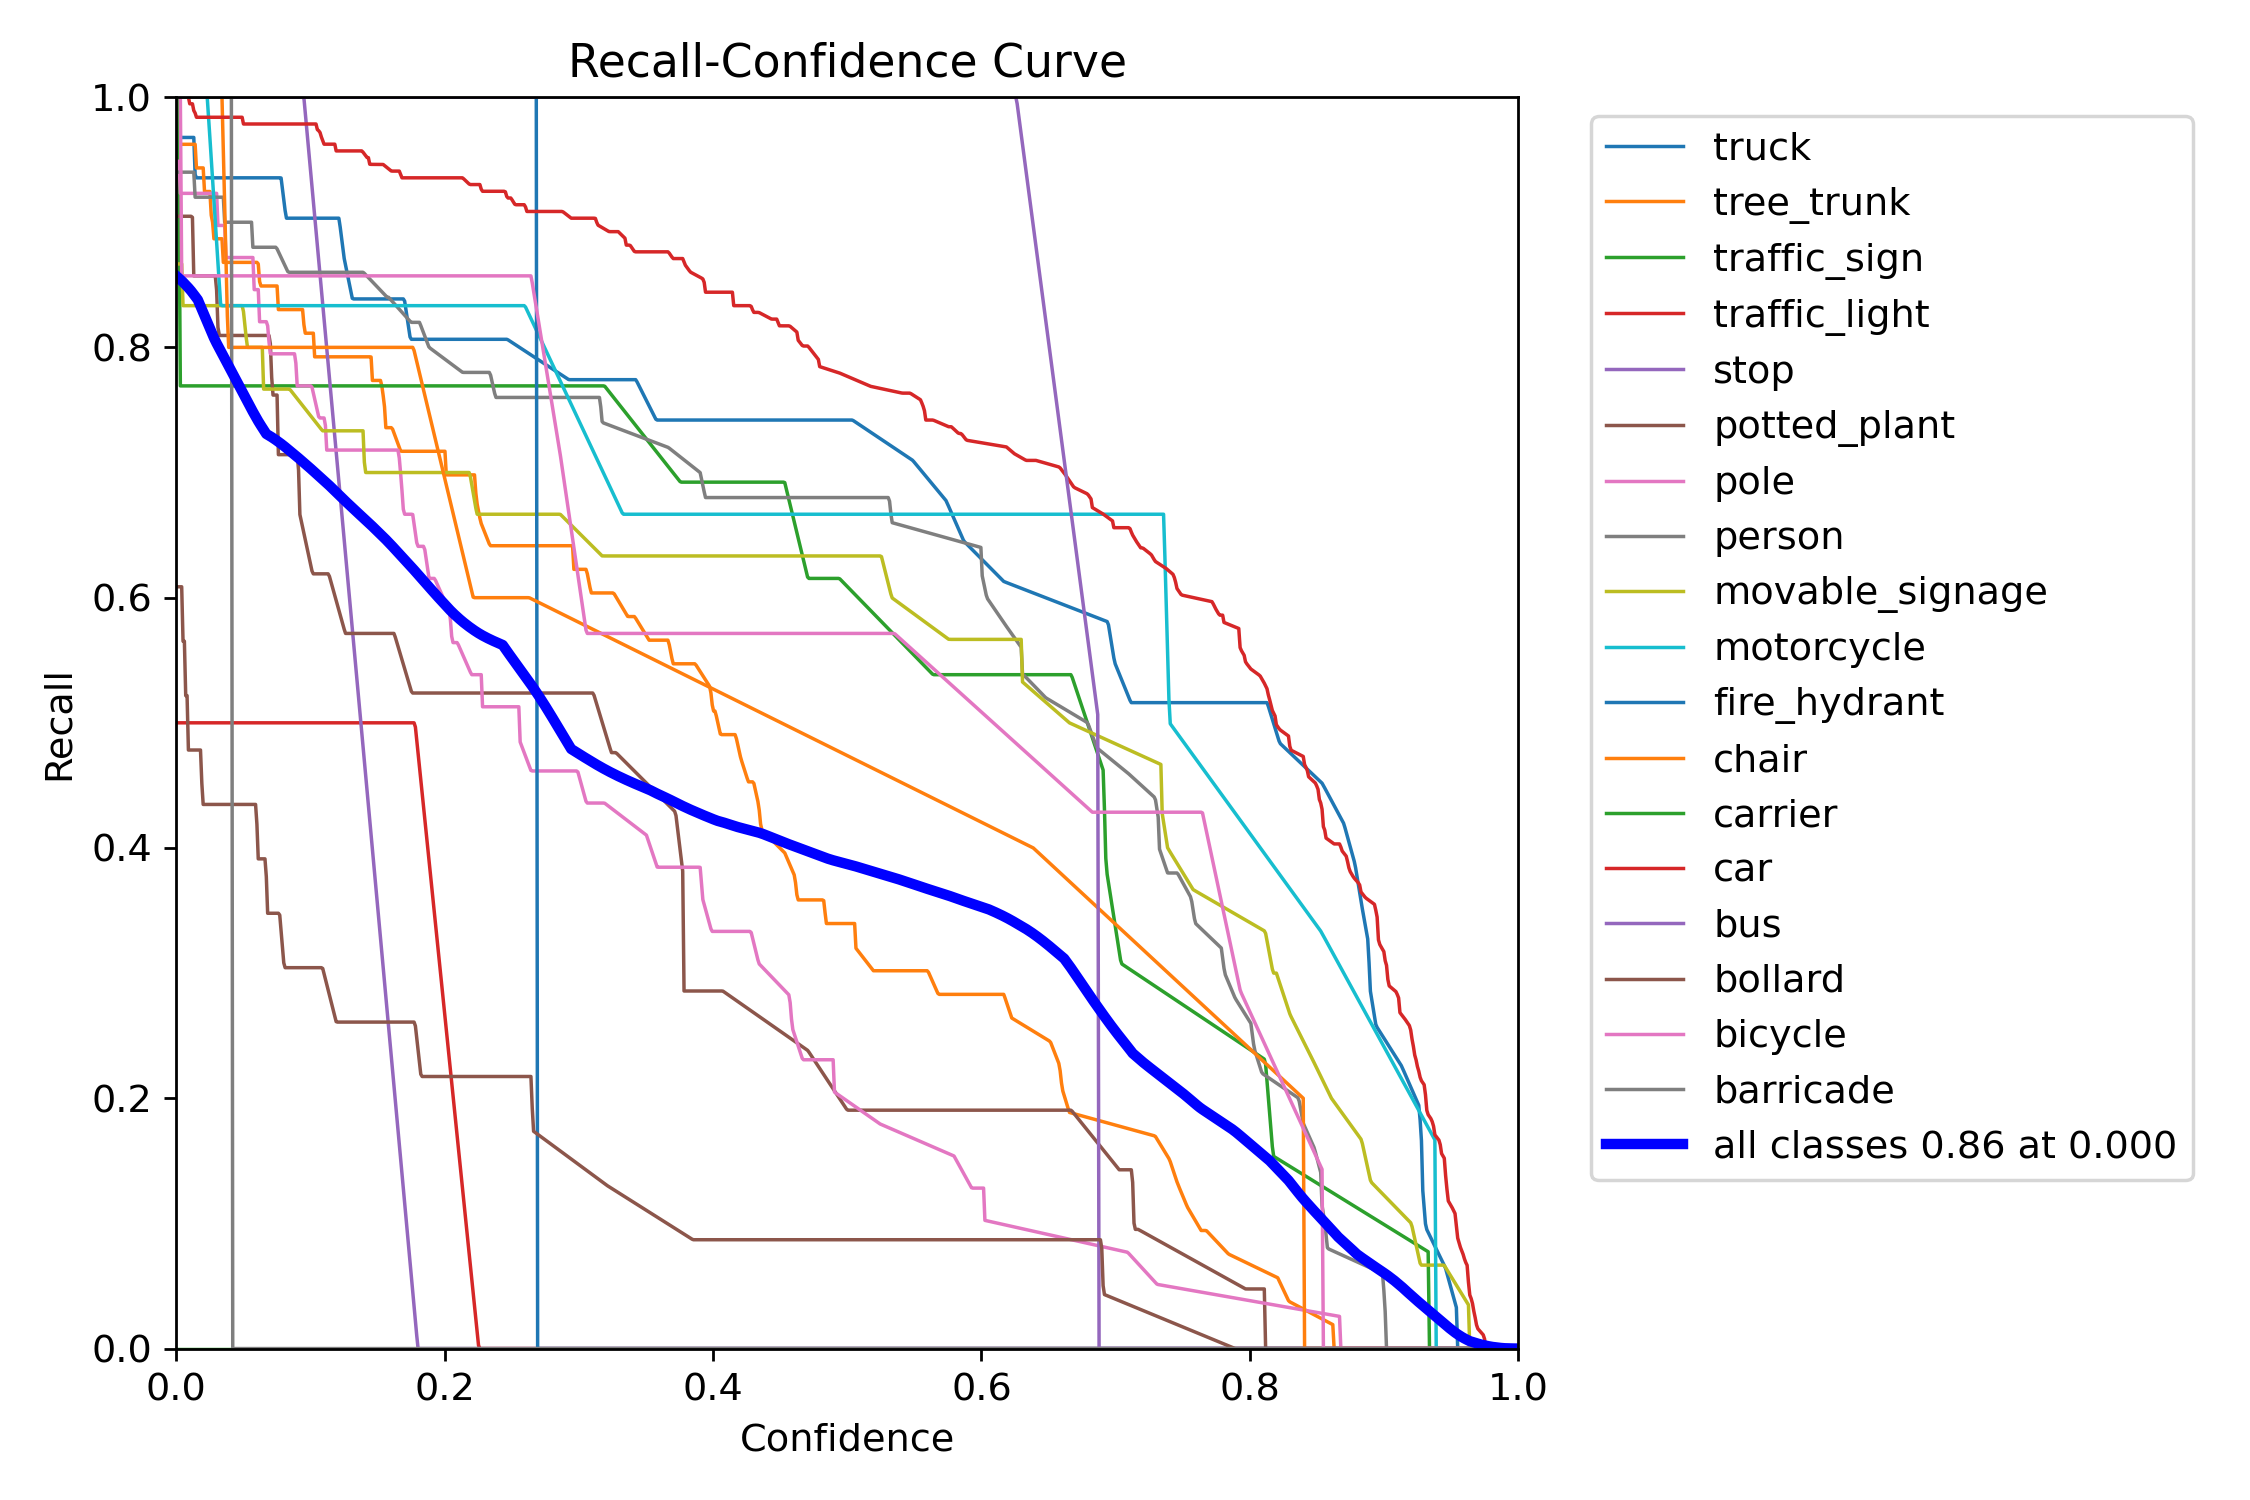 Recall-Confidence Curve
1.0
0.8
0.6
0.4
0.2
0.0
Recall
0.0 0.2 0.4 0.6 0.8 1.0
Confidence
truck
tree_trunk
traffic_sign
traffic_light
stop
potted_plant
pole
person
movable_signage
motorcycle
fire_hydrant
chair
carrier
car
bus
bollard
bicycle
barricade
all classes 0.86 at 0.000